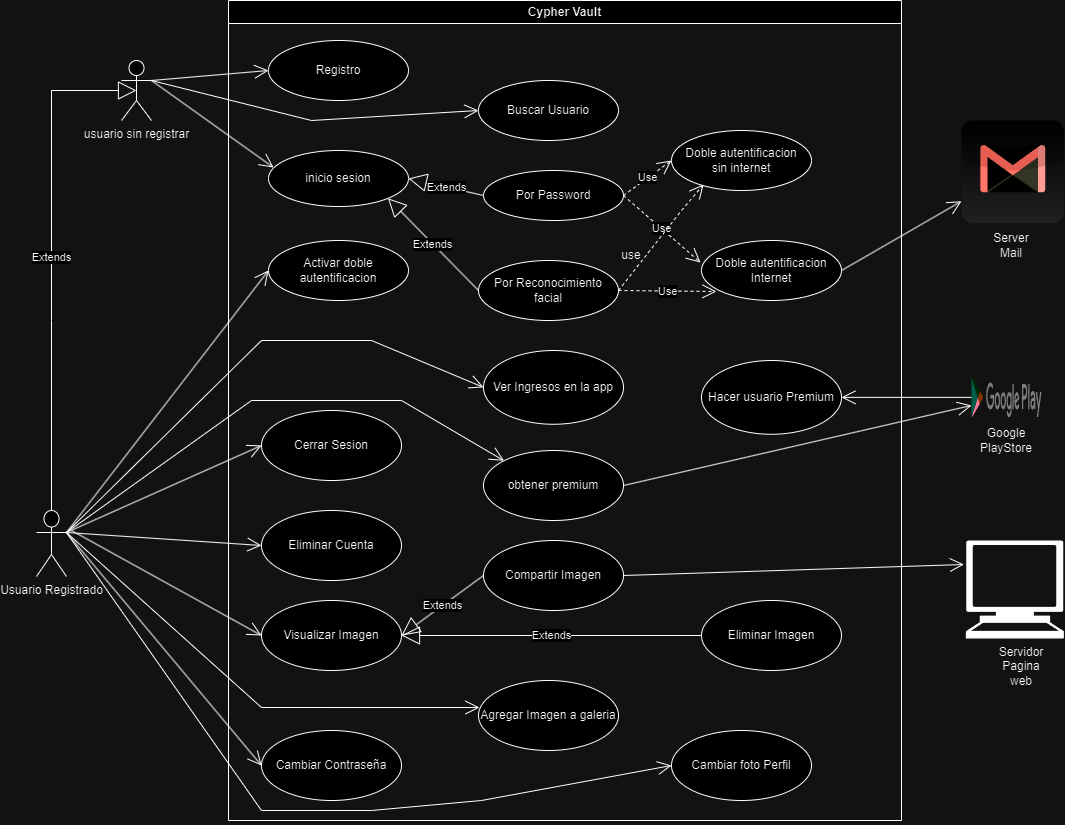 Cypher Vault
Registro
usuario sin registrar
Buscar Usuario
Doble autentificacion
sin internet
inicio sesion
Extends
Por Password
Use
Use
Server
Mail
Extends
Extends
use
Activar doble
autentificacion
Por Reconocimiento
facial
Use
Doble autentificacion
Internet
Ver Ingresos en la app
Hacer usuario Premium
Google Play
Google
PlayStore
Cerrar Sesion
obtener premium
Eliminar Cuenta
Compartir Imagen
Usuario Registrado
Extends
Visualizar Imagen
Extends
Eliminar Imagen
Servidor
Pagina
web
Agregar Imagen a galeria
Cambiar Contraseña
Cambiar foto Perfil